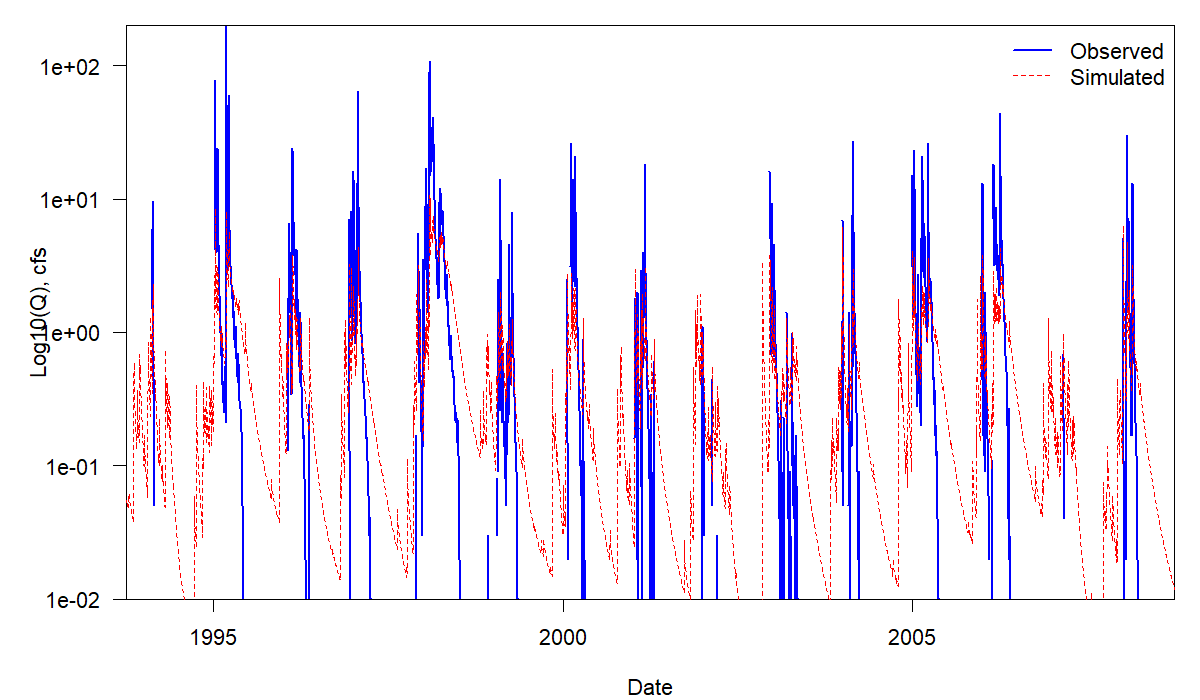 Observed
Simulated
1e+02
1e+01
1e+00
1e-01
1e-02
Log10(Q), cfs
1995
2000
2005
Date